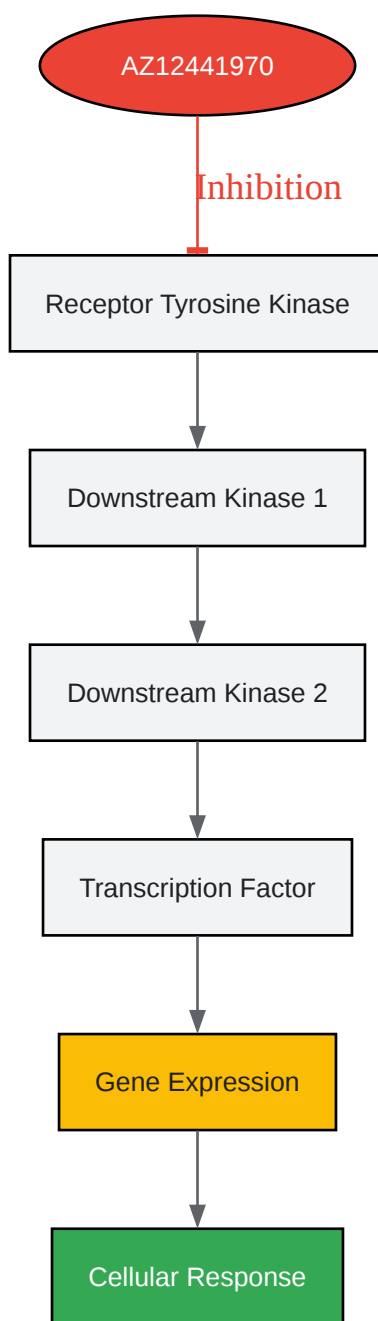 AZ12441970
Inhibition
Receptor Tyrosine Kinase
Downstream Kinase 1
Downstream Kinase 2
Transcription Factor
Gene Expression
Cellular Response